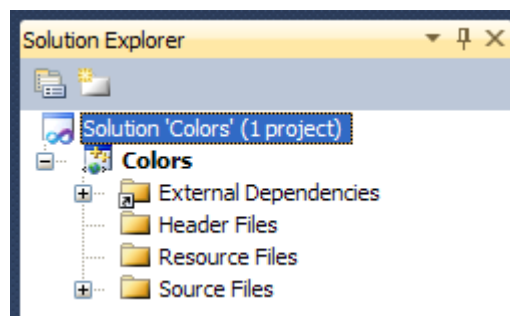 Solution Explorer
Solution 'Colors' (1 project)
Colors
External Dependencies
Header Files
Resource Files
Source Files